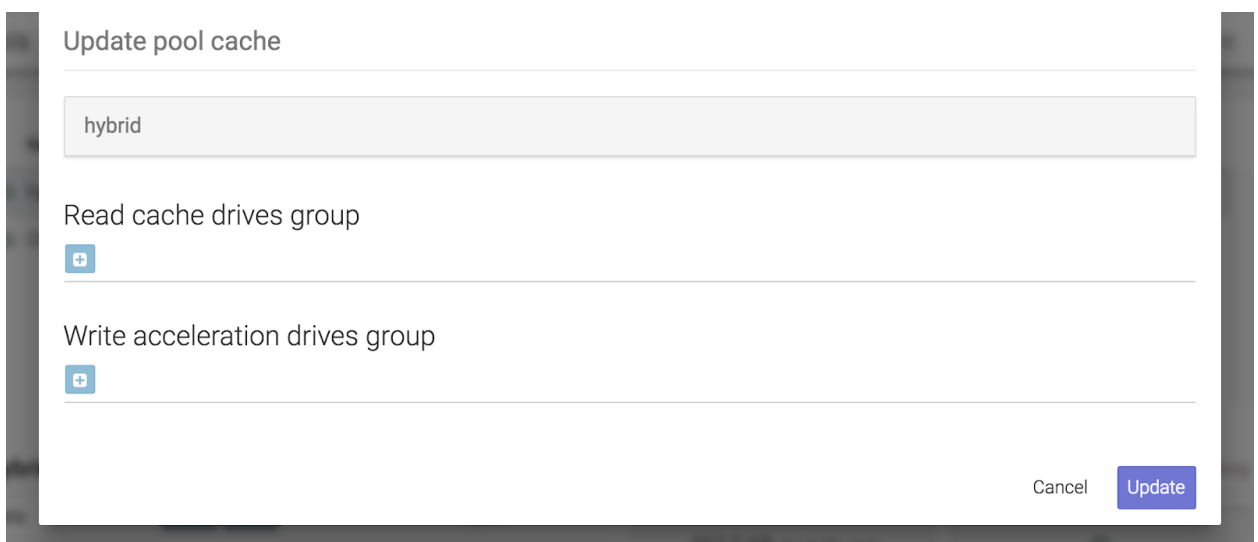 Update pool cache
hybrid
Read cache drives group
Write acceleration drives group
Cancel
Update